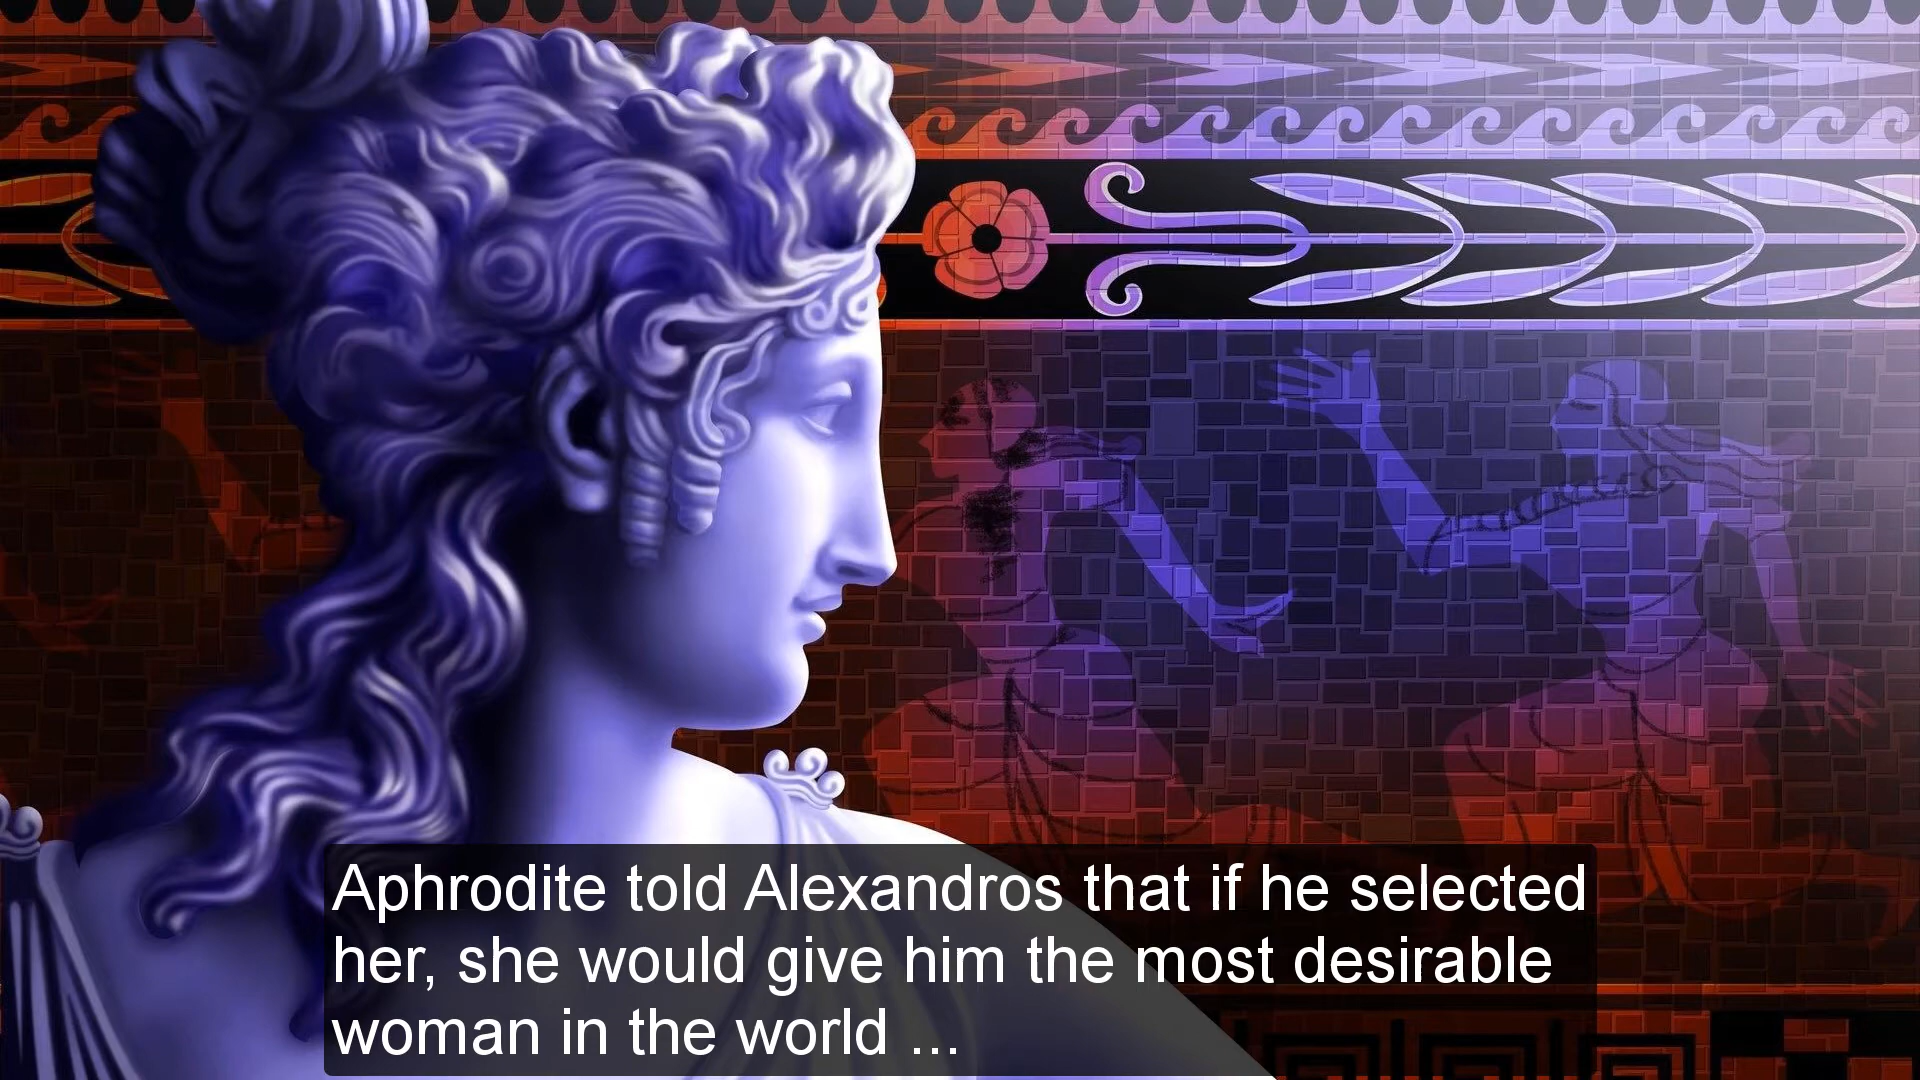 Aphrodite told Alexandros that if he selected
her, she would give him the most desirable
woman in the world ...